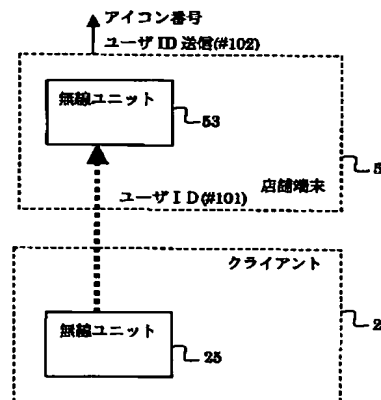 アイコン番号
ユーザID送信(#102)
無線ユニット
53
5
店舗端末
ユーザID(#101)
クライアント
無線ユニット
2
25